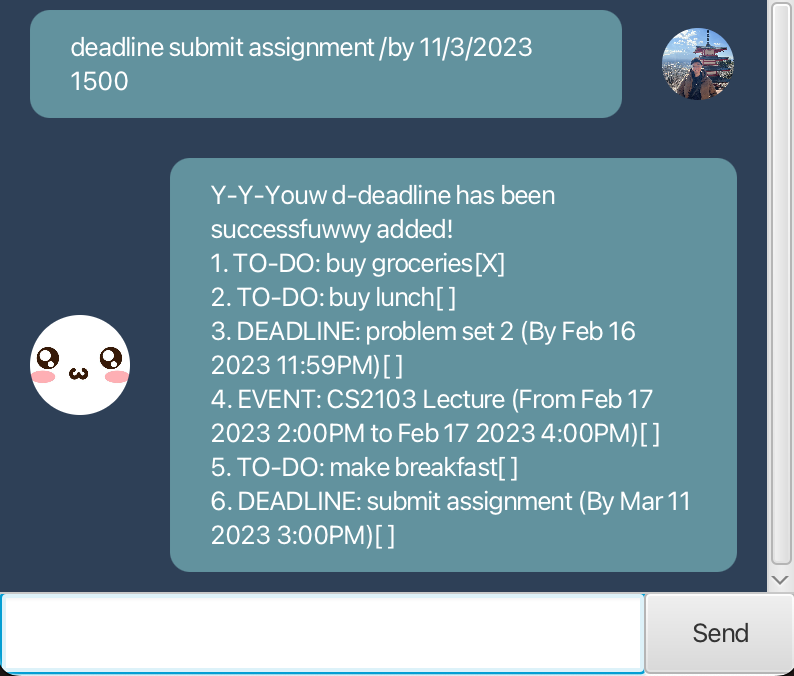 deadline submit assignment /by 11/3/2023
1500
Y-Y-Youw d-deadline has been
successfuwwy added!
1. TO-DO: buy groceries[X]
2. TO-DO: buy lunch[ ]
3. DEADLINE: problem set 2 (By Feb 16
2023 11:59PM)[ ]
4. EVENT: CS2103 Lecture (From Feb 17
2023 2:00PM to Feb 17 2023 4:00PM)[ ]
5. TO-DO: make breakfast[ ]
6. DEADLINE: submit assignment (By Mar 11
2023 3:00PM)[ ]
Send